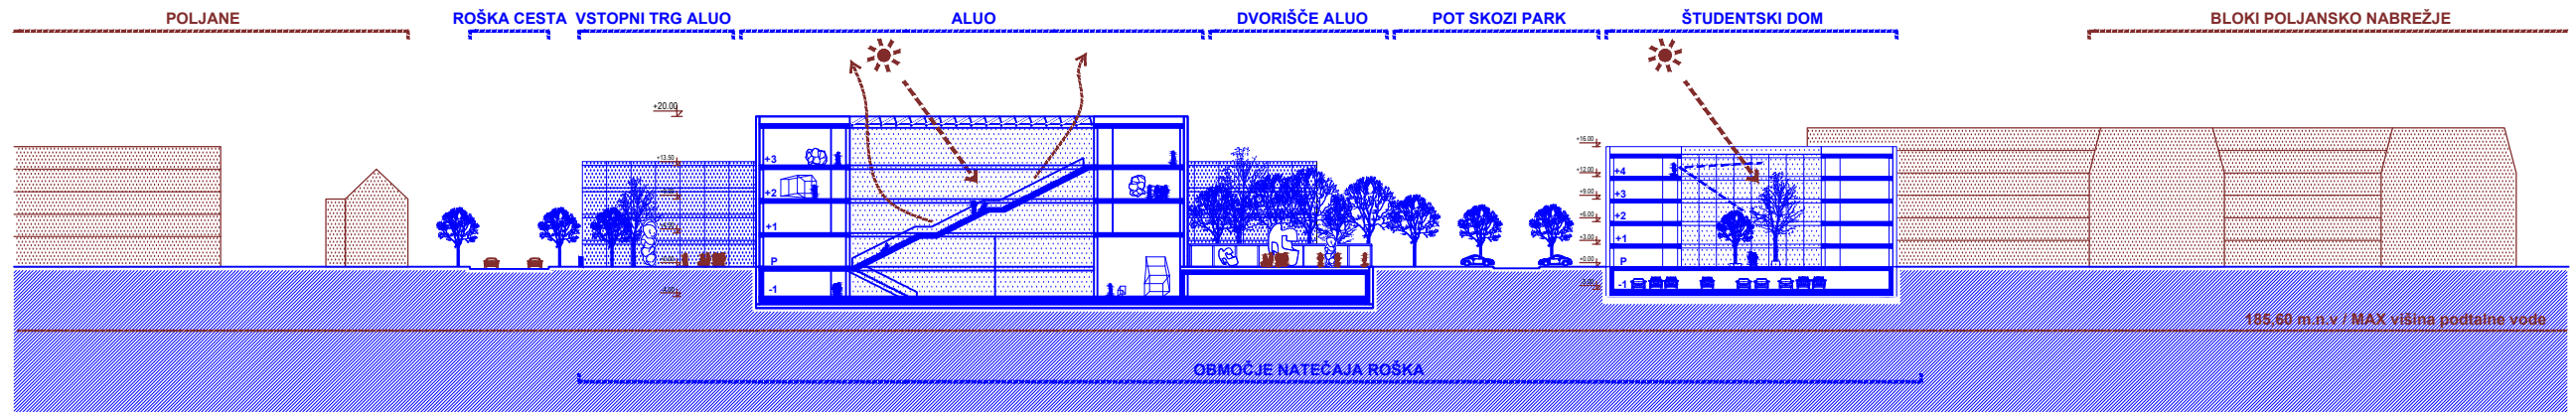 POLJANE
ROŠKA CESTA
VSTOPNI TRG ALUO
ALUO
DVORIŠČE ALUO
POT SKOZI PARK
ŠTUDENTSKI DOM
BLOKI POLJANSKO NABREŽJE
+20.00
+13.50
+3
+2
+1
P
-1
+16.00
+12.00
+9.00
+6.00
+3.00
+0.00
-3.00
+4
+3
+2
+1
P
-1
185,60 m.n.v / MAX višina podtalne vode
OBMOČJE NATEČAJA ROŠKA